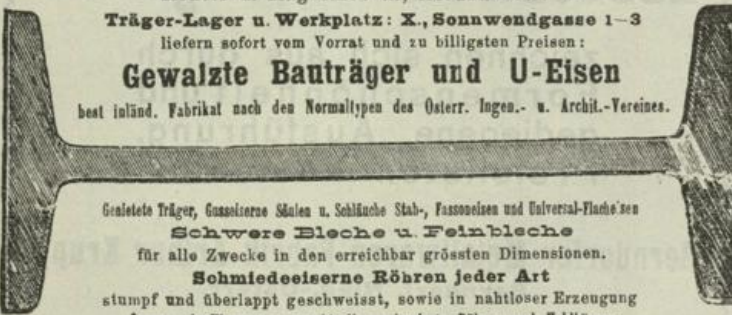 Träger-Lager u. Werkplatz: X., Sonnwendgasse 1–3
liefern sofort vom Vorrat und zu billigsten Preisen:
Gewalzte Bauträger und U-Eisen
best inländ. Fabrikat nach den Normaltypen des Österr. Ingen.- u. Archit.-Vereines.
Genietete Träger, Gusseiserne Säulen u. Schläuche Stab-, Fassoneisen und Universal-Flacheisen
Schwere Bleche u. Feinbleche
für alle Zwecke in den erreichbar grössten Dimensionen.
Schmiedeeiserne Röhren jeder Art
stumpf und überlappt geschweisst, sowie in nahtloser Erzeugung